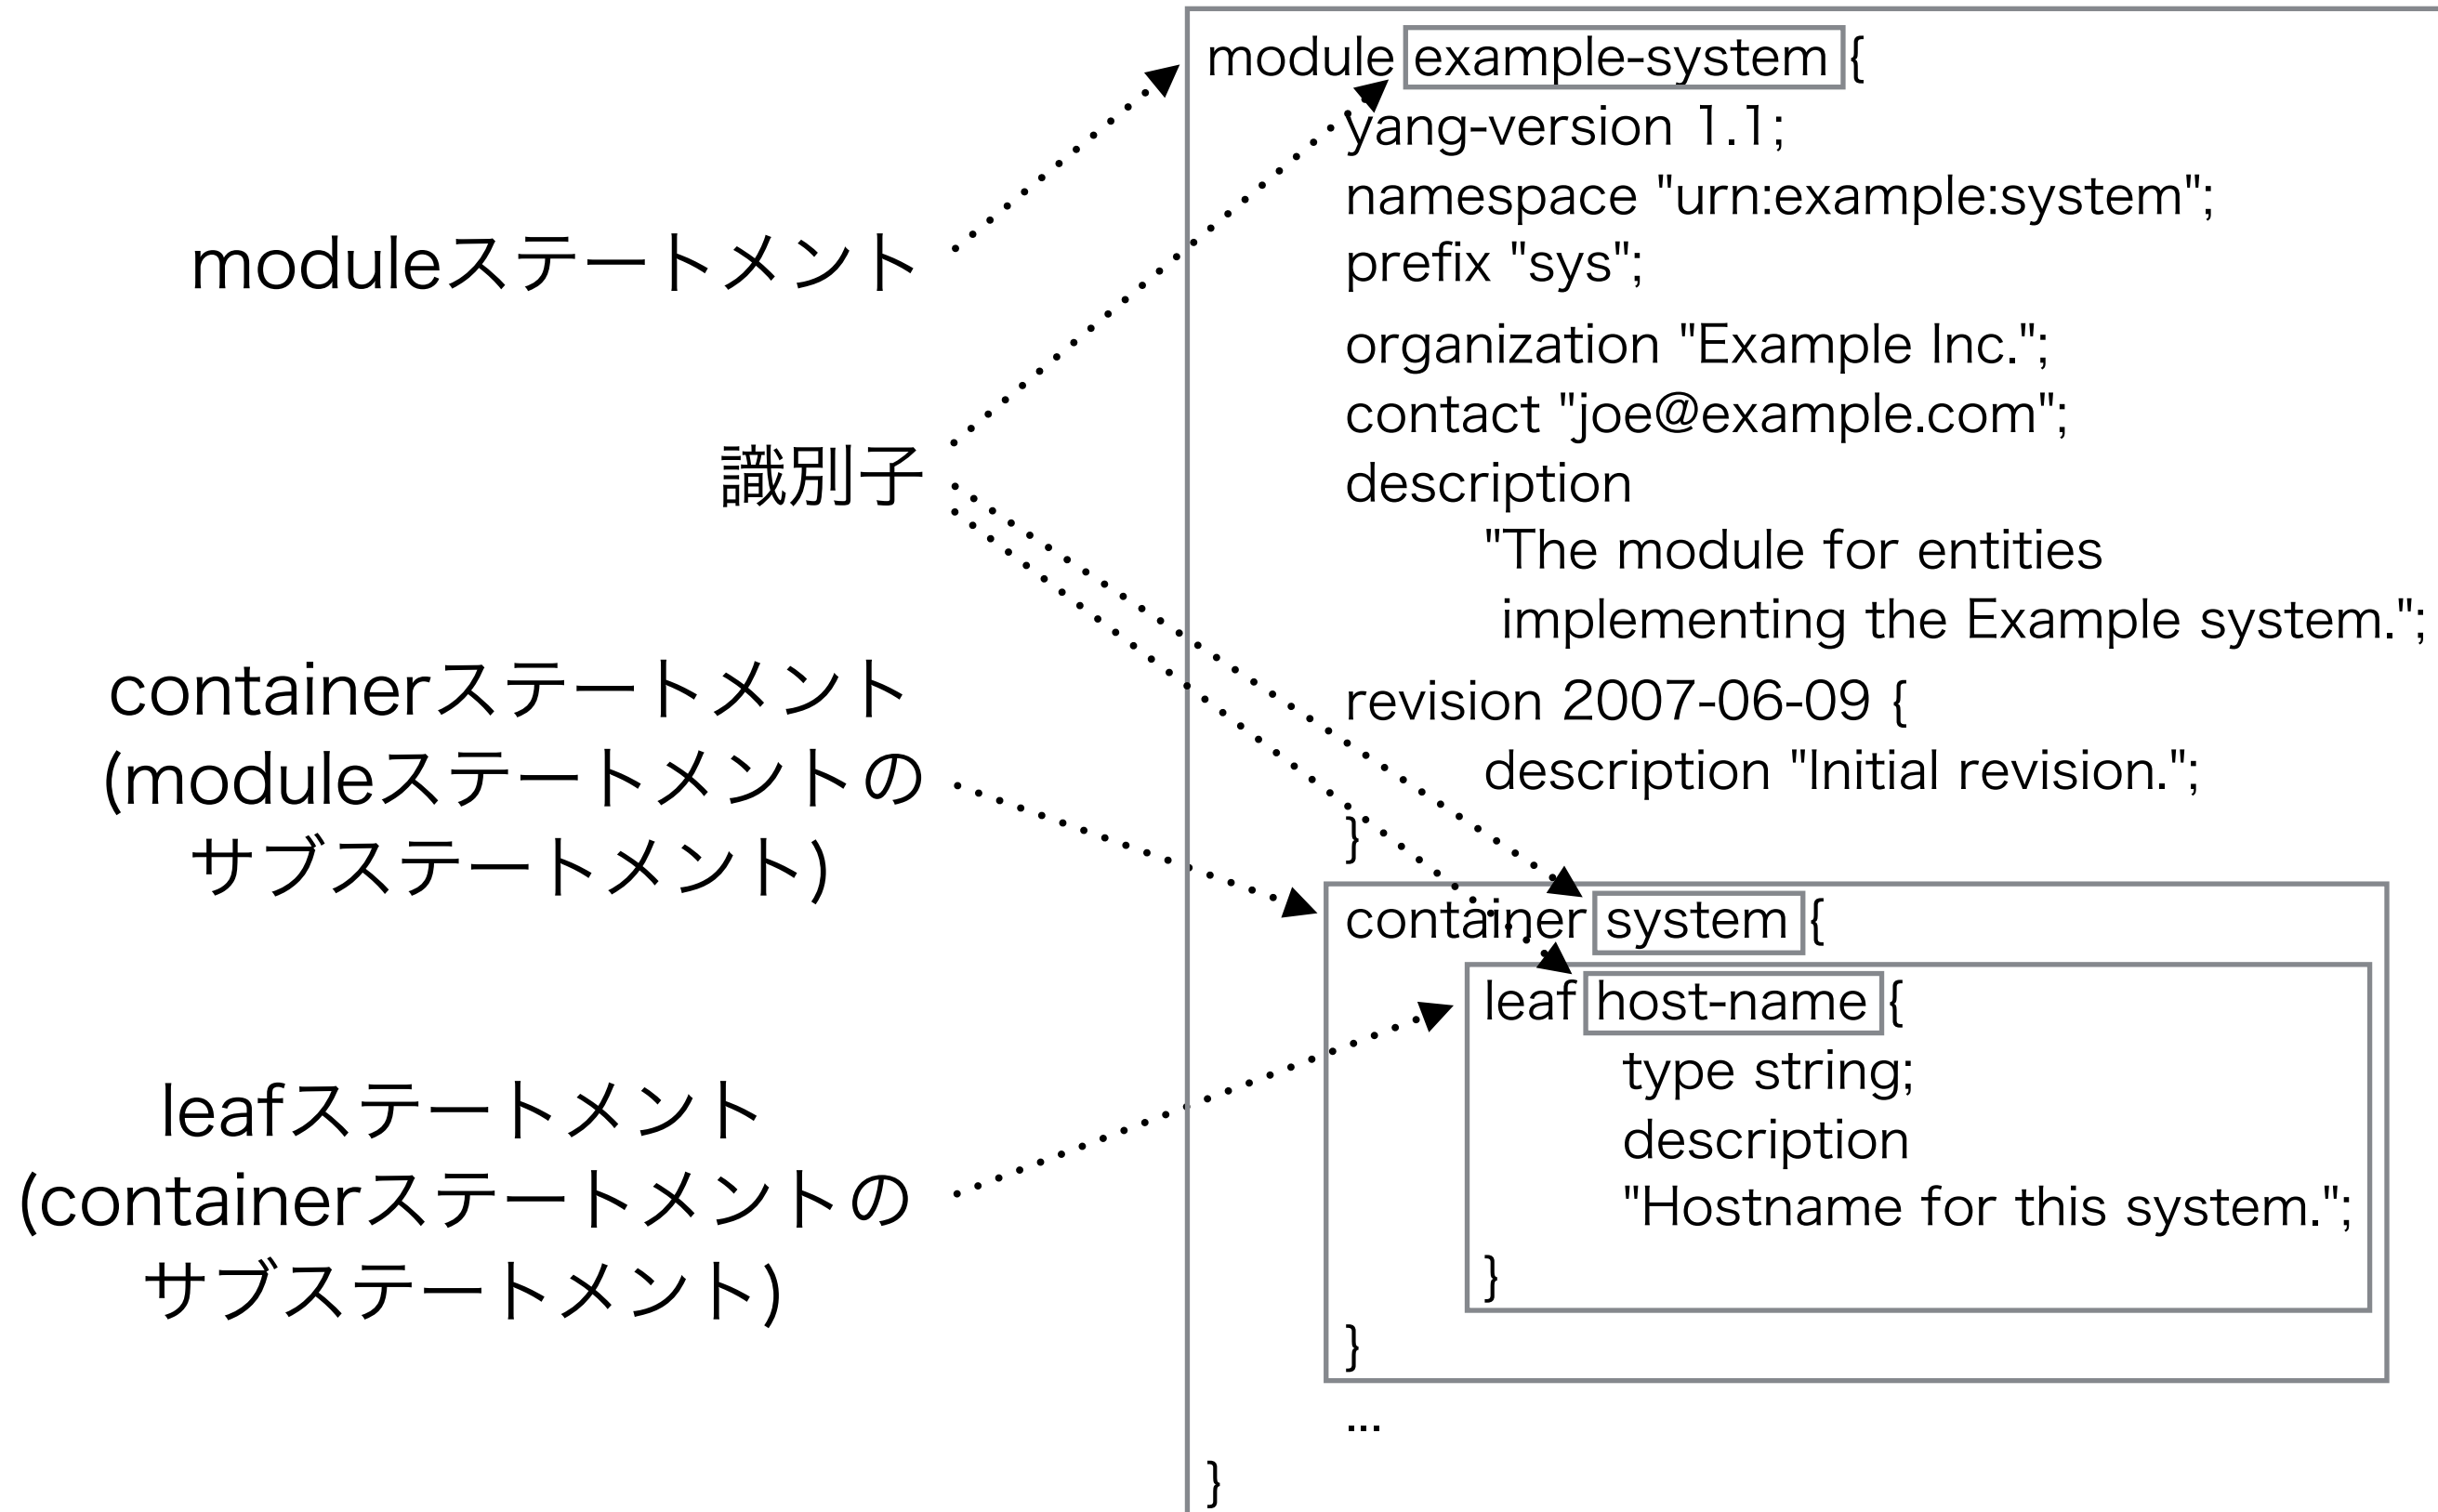 moduleステートメント
識別子
containerステートメント
(moduleステートメントの
サブステートメント)
leafステートメント
(containerステートメントの
サブステートメント)
module example-system {
yang-version 1.1;
namespace "urn:example:system";
prefix "sys";
organization "Example Inc.";
contact "joe@example.com";
description
"The module for entities
implementing the Example system.";
revision 2007-06-09 {
description "Initial revision.";
}
container system {
leaf host-name {
type string;
description
"Hostname for this system.";
}
}
...
}